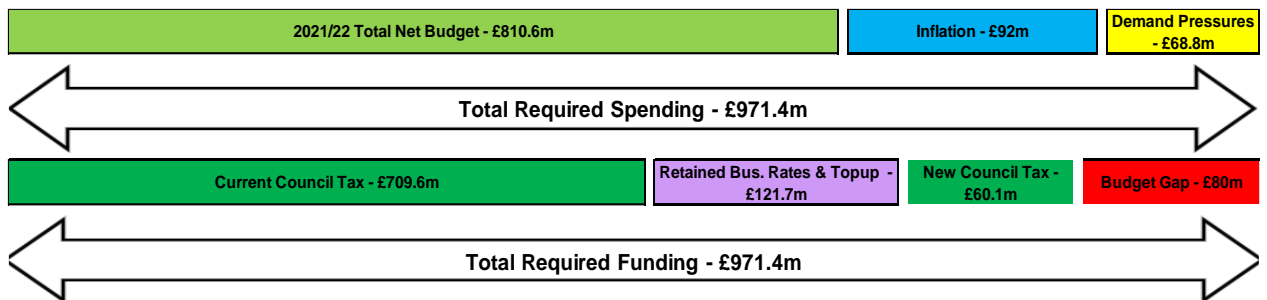 2021/22 Total Net Budget - £810.6m
Inflation - £92m
Demand Pressures
- £68.8m
Total Required Spending - £971.4m
Current Council Tax - £709.6m
Retained Bus. Rates & Topup -
£121.7m
New Council Tax -
£60.1m
Budget Gap - £80m
Total Required Funding - £971.4m